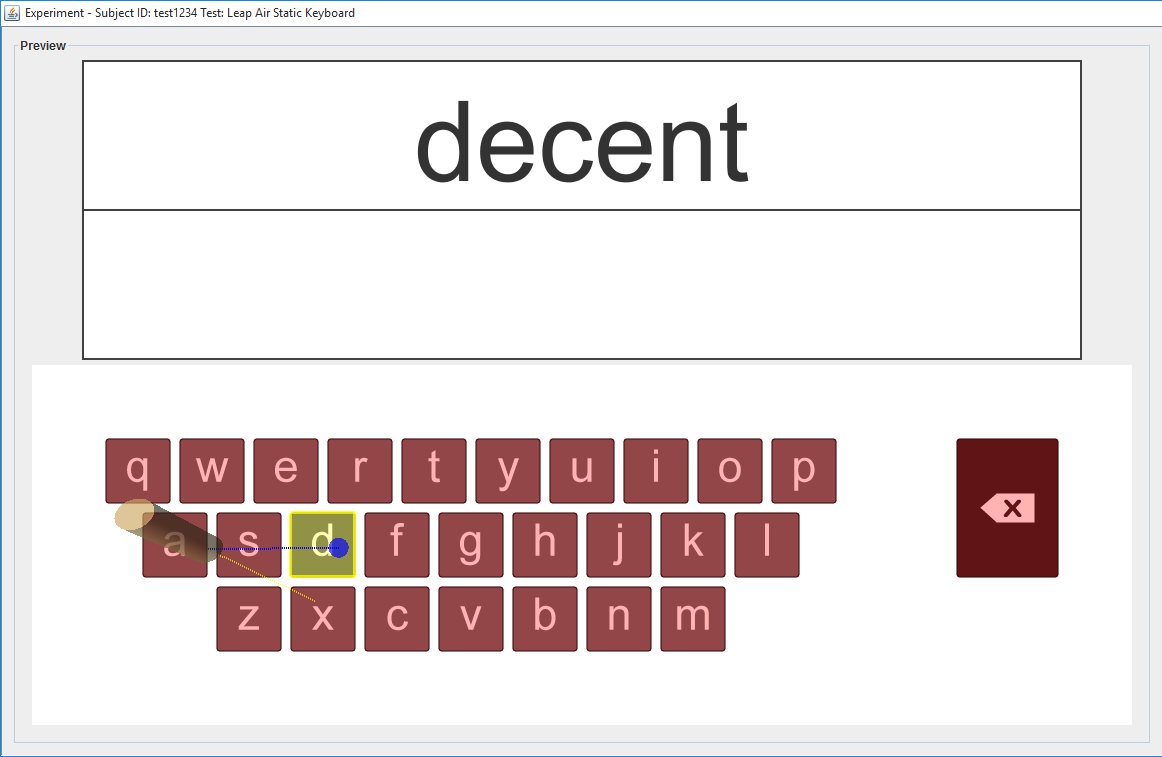 Experiment - Subject ID: test1234 Test: Leap Air Static Keyboard
Preview
decent
q w e r t y u i o p
a s d f g h j k l
z x c v b n m